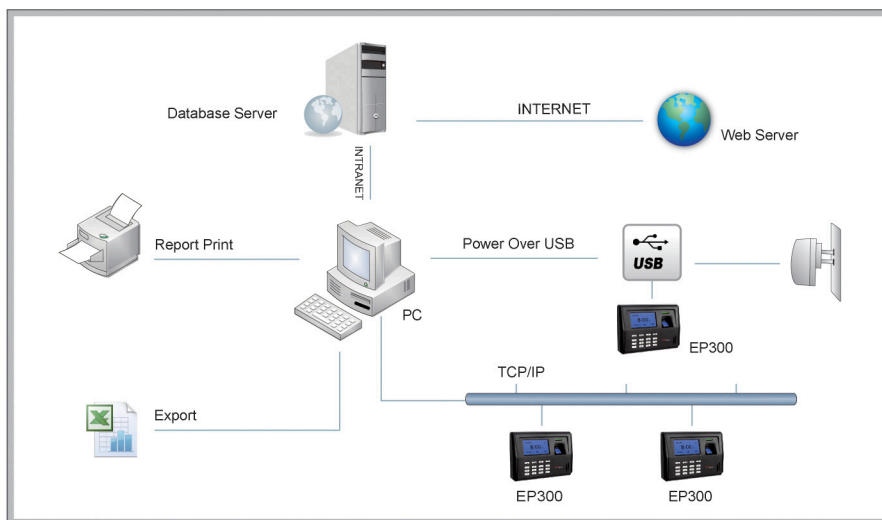 Database Server
INTERNET
Web Server
INTRANET
Report Print
Power Over USB
USB
PC
EP300
TCP/IP
Export
EP300
EP300